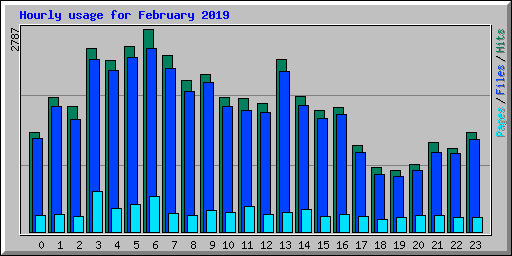 Hourly usage for February 2019
2787
Pages/Files/Hits
0 1 2 3 4 5 6 7 8 9 10 11 12 13 14 15 16 17 18 19 20 21 22 23